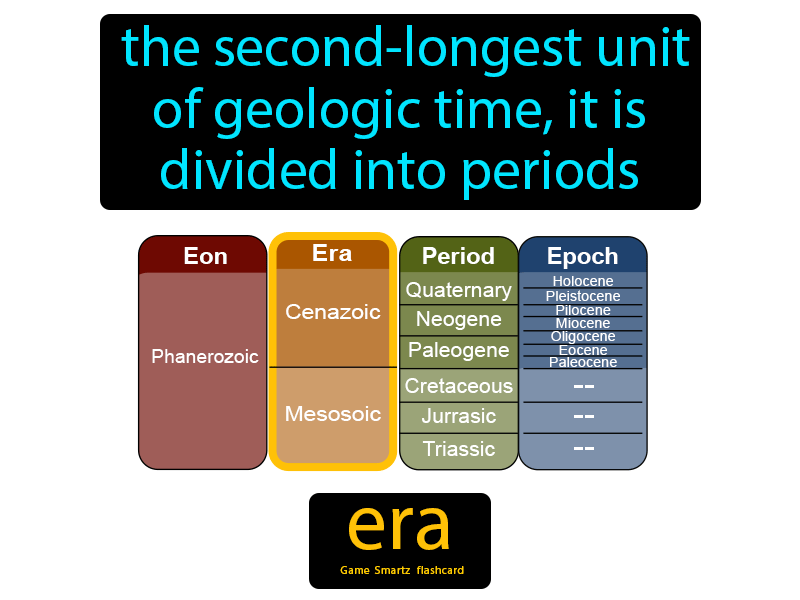 the second-longest unit
of geologic time, it is
divided into periods
Eon
Era
Period
Epoch
Phanerozoic
Cenazoic
Mesosoic
Quaternary
Neogene
Paleogene
Cretaceous
Jurrasic
Triassic
Holocene
Pleistocene
Pilocene
Miocene
Oligocene
Eocene
Paleocene
--
--
--
era
Game Smartz flashcard